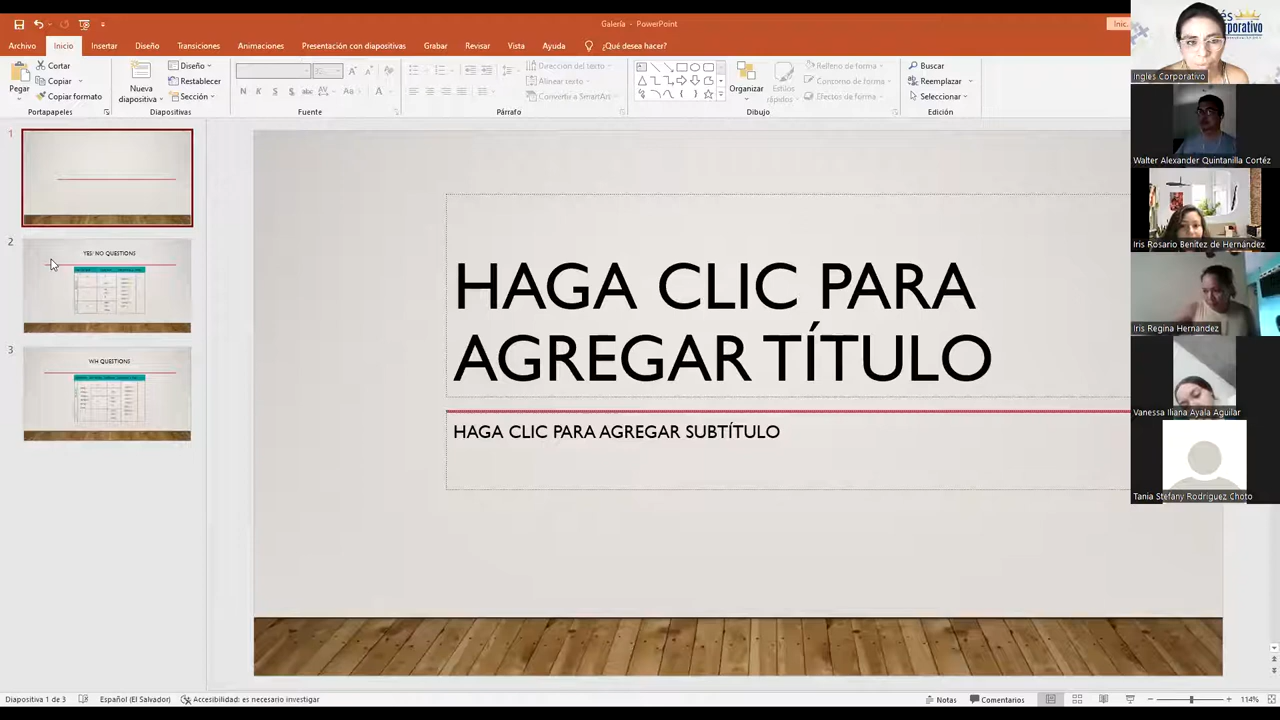 Galería - PowerPoint
Inic.
Archivo Inicio Insertar Diseño Transiciones Animaciones Presentación con diapositivas Grabar Revisar Vista Ayuda ¿Qué desea hacer?
Pegar
Cortar
Copiar
Copiar formato
Portapapeles
Nueva
diapositiva
Diseño
Restablecer
Sección
Diapositivas
N K S S
Fuente
Dirección del texto
Alinear texto
Convertir a SmartArt
Párrafo
Organizar
Estilos
rápidos
Relleno de forma
Contorno de forma
Efectos de forma
Dibujo
Buscar
Reemplazar
Seleccionar
Edición
1
2
YES/ NO QUESTIONS
3
WH QUESTIONS
HAGA CLIC PARA
AGREGAR TÍTULO
HAGA CLIC PARA AGREGAR SUBTÍTULO
Inglés Corporativo
Walter Alexander Quintanilla Cortéz
Iris Rosario Benitez de Hernández
Iris Regina Hernandez
Vanessa Iliana Ayala Aguilar
Tania Stefany Rodriguez Choto
Diapositiva 1 de 3 Español (El Salvador) Accesibilidad: es necesario investigar Notas Comentarios 114%